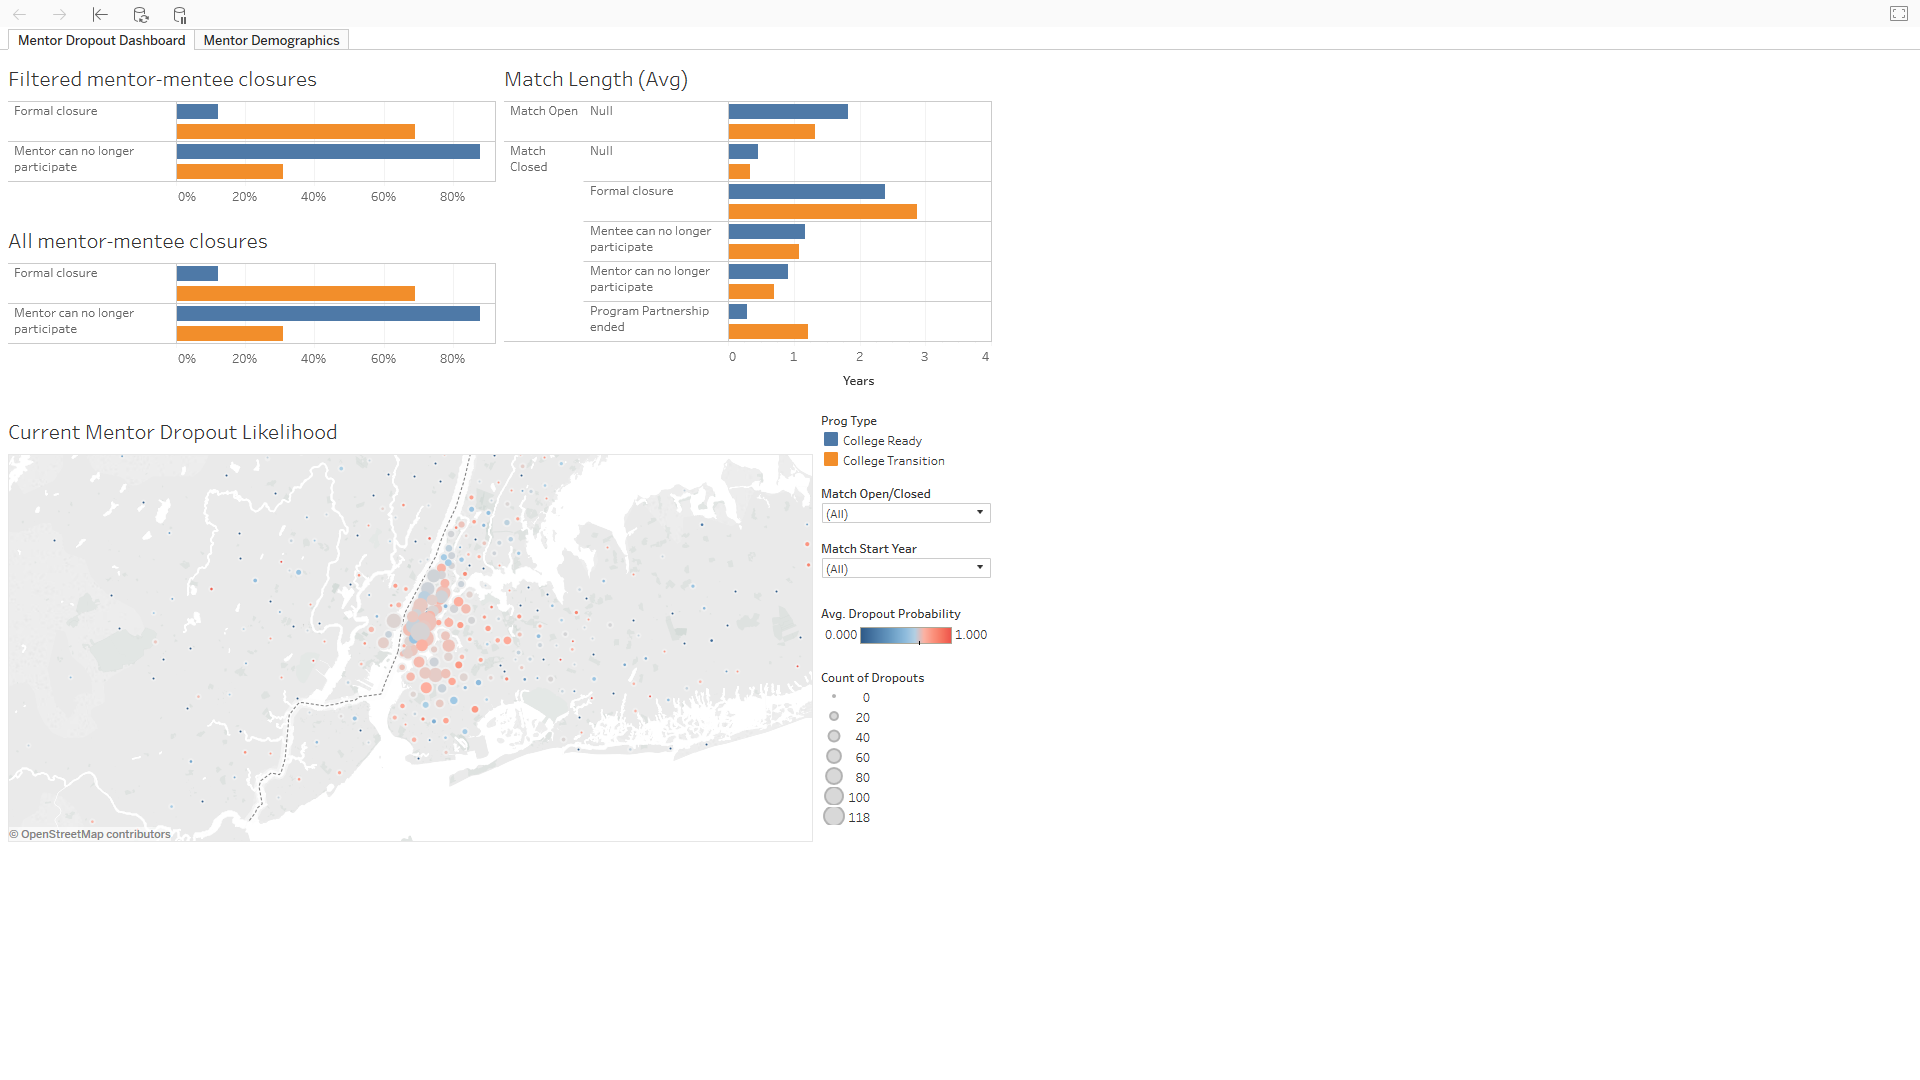 Mentor Dropout Dashboard
Mentor Demographics
Filtered mentor-mentee closures
Formal closure
Mentor can no longer
participate
0% 20% 40% 60% 80%
All mentor-mentee closures
Formal closure
Mentor can no longer
participate
0% 20% 40% 60% 80%
Match Length (Avg)
Match Open Null
Match
Closed
Null
Formal closure
Mentee can no longer
participate
Mentor can no longer
participate
Program Partnership
ended
0 1 2 3 4
Years
Current Mentor Dropout Likelihood
© OpenStreetMap contributors
Prog Type
College Ready
College Transition
Match Open/Closed
(All)
Match Start Year
(All)
Avg. Dropout Probability
0.000 1.000
Count of Dropouts
0
20
40
60
80
100
118